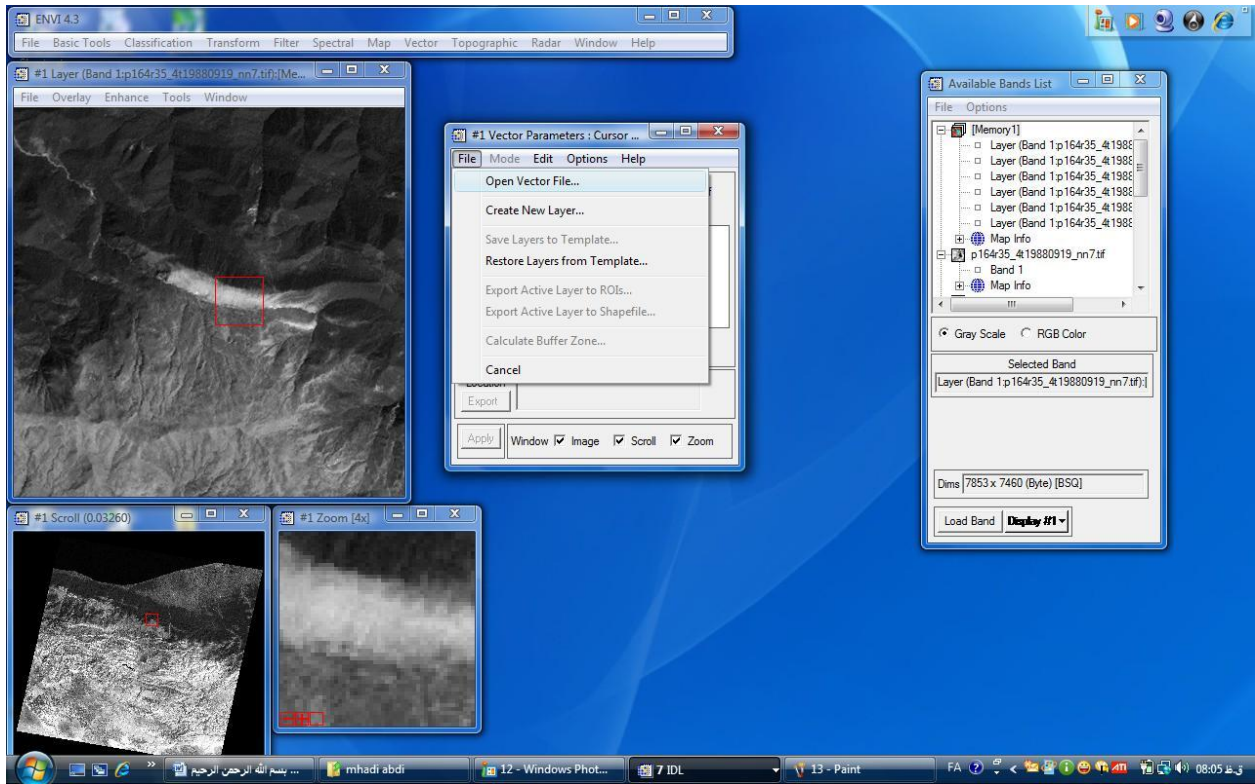 ENVI 4.3
File Basic Tools Classification Transform Filter Spectral Map Vector Topographic Radar Window Help
#1 Layer (Band 1:p164r35_4t19880919_nn7.tif):[Me...
File Overlay Enhance Tools Window
#1 Vector Parameters : Cursor ...
File Mode Edit Options Help
Open Vector File...
Create New Layer...
Save Layers to Template...
Restore Layers from Template...
Export Active Layer to ROIs...
Export Active Layer to Shapefile...
Calculate Buffer Zone...
Cancel
Location
Export
Apply Window Image Scroll Zoom
Available Bands List
File Options
[Memory1]
Layer (Band 1:p164r35_4t1988
Layer (Band 1:p164r35_4t1988
Layer (Band 1:p164r35_4t1988
Layer (Band 1:p164r35_4t1988
Layer (Band 1:p164r35_4t1988
Layer (Band 1:p164r35_4t1988
Map Info
p164r35_4t19880919_nn7.tif
Band 1
Map Info
Gray Scale RGB Color
Selected Band
Layer (Band 1:p164r35_4t19880919_nn7.tif):[
Dims 7853 x 7460 (Byte) [BSQ]
Load Band Display #1
#1 Scroll (0.03260)
#1 Zoom [4x]
بسم الله الرحمن الرحيم ...
mhadi abdi
12 - Windows Phot...
7 IDL
13 - Paint
FA
08:05 ق.ظ